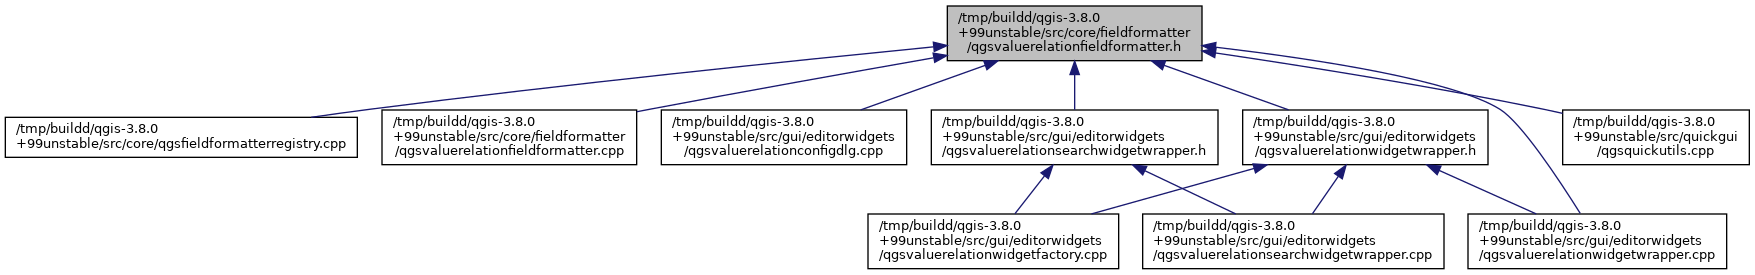 /tmp/buildd/qgis-3.8.0
+99unstable/src/core/fieldformatter
/qgsvaluerelationfieldformatter.h
/tmp/buildd/qgis-3.8.0
+99unstable/src/core/qgsfieldformatterregistry.cpp
/tmp/buildd/qgis-3.8.0
+99unstable/src/core/fieldformatter
/qgsvaluerelationfieldformatter.cpp
/tmp/buildd/qgis-3.8.0
+99unstable/src/gui/editorwidgets
/qgsvaluerelationconfigdlg.cpp
/tmp/buildd/qgis-3.8.0
+99unstable/src/gui/editorwidgets
/qgsvaluerelationsearchwidgetwrapper.h
/tmp/buildd/qgis-3.8.0
+99unstable/src/gui/editorwidgets
/qgsvaluerelationwidgetwrapper.h
/tmp/buildd/qgis-3.8.0
+99unstable/src/quickgui
/qgsquickutils.cpp
/tmp/buildd/qgis-3.8.0
+99unstable/src/gui/editorwidgets
/qgsvaluerelationwidgetfactory.cpp
/tmp/buildd/qgis-3.8.0
+99unstable/src/gui/editorwidgets
/qgsvaluerelationsearchwidgetwrapper.cpp
/tmp/buildd/qgis-3.8.0
+99unstable/src/gui/editorwidgets
/qgsvaluerelationwidgetwrapper.cpp